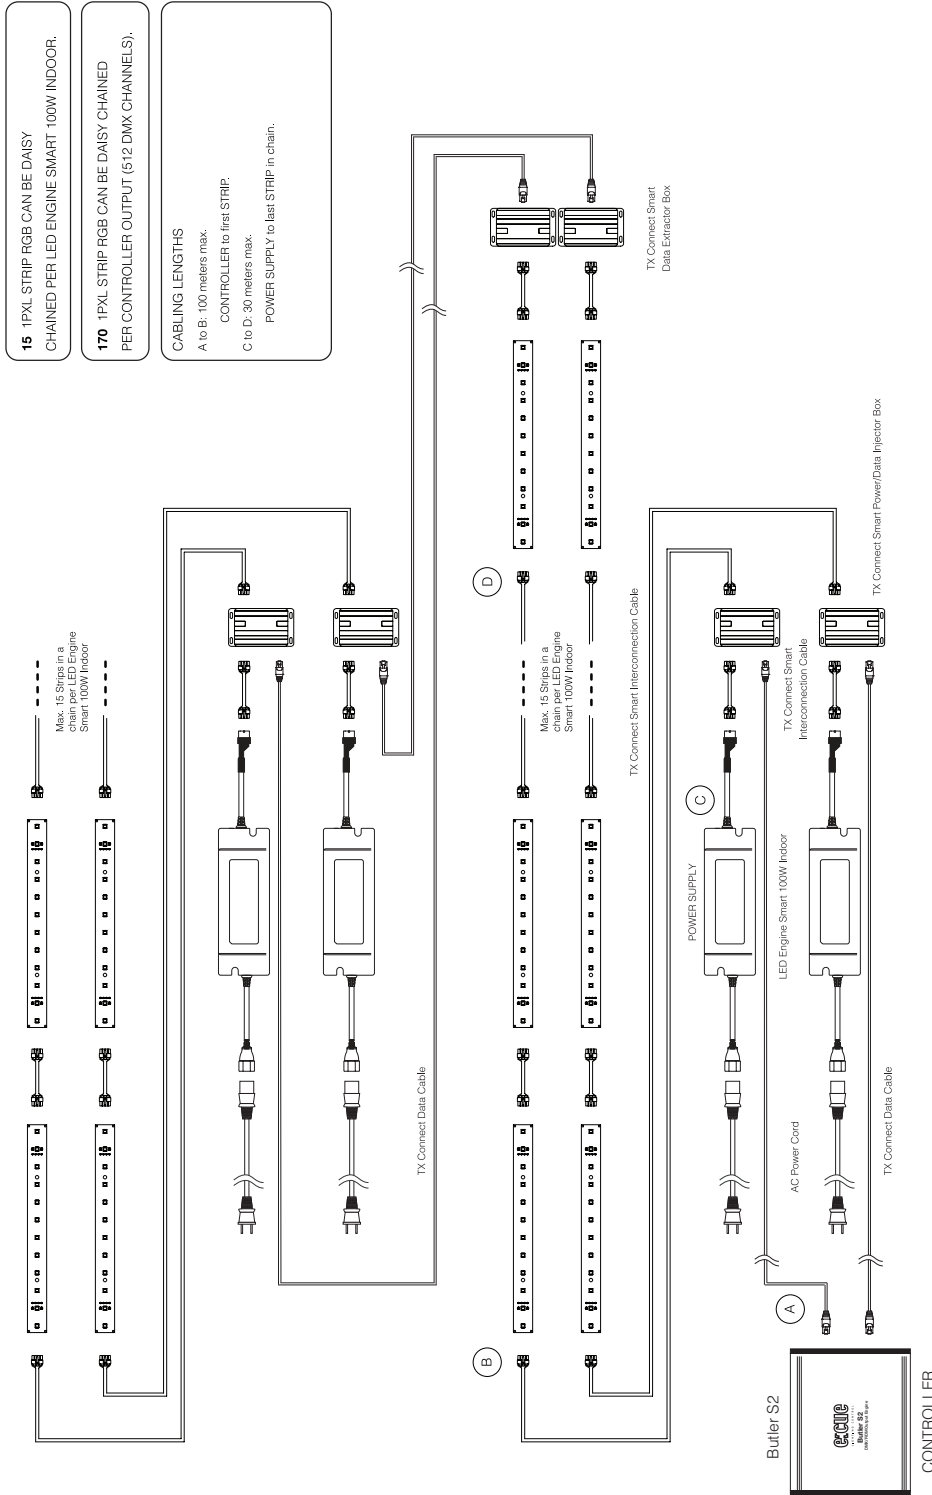 15 1PXL STRIP RGB CAN BE DAISY
CHAINED PER LED ENGINE SMART 100W INDOOR.
170 1PXL STRIP RGB CAN BE DAISY CHAINED
PER CONTROLLER OUTPUT (512 DMX CHANNELS).
CABLING LENGTHS
A to B: 100 meters max.
CONTROLLER to first STRIP.
C to D: 30 meters max.
POWER SUPPLY to last STRIP in chain.
Max. 15 Strips in a
chain per LED Engine
Smart 100W Indoor
TX Connect Data Cable
TX Connect Smart
Data Extractor Box
B
D
Max. 15 Strips in a
chain per LED Engine
Smart 100W Indoor
TX Connect Smart Interconnection Cable
POWER SUPPLY
C
LED Engine Smart 100W Indoor
AC Power Cord
TX Connect Smart
Interconnection Cable
TX Connect Smart Power/Data Injector Box
TX Connect Data Cable
A
Butler S2
e:cue
Butler S2
CONTROLLER